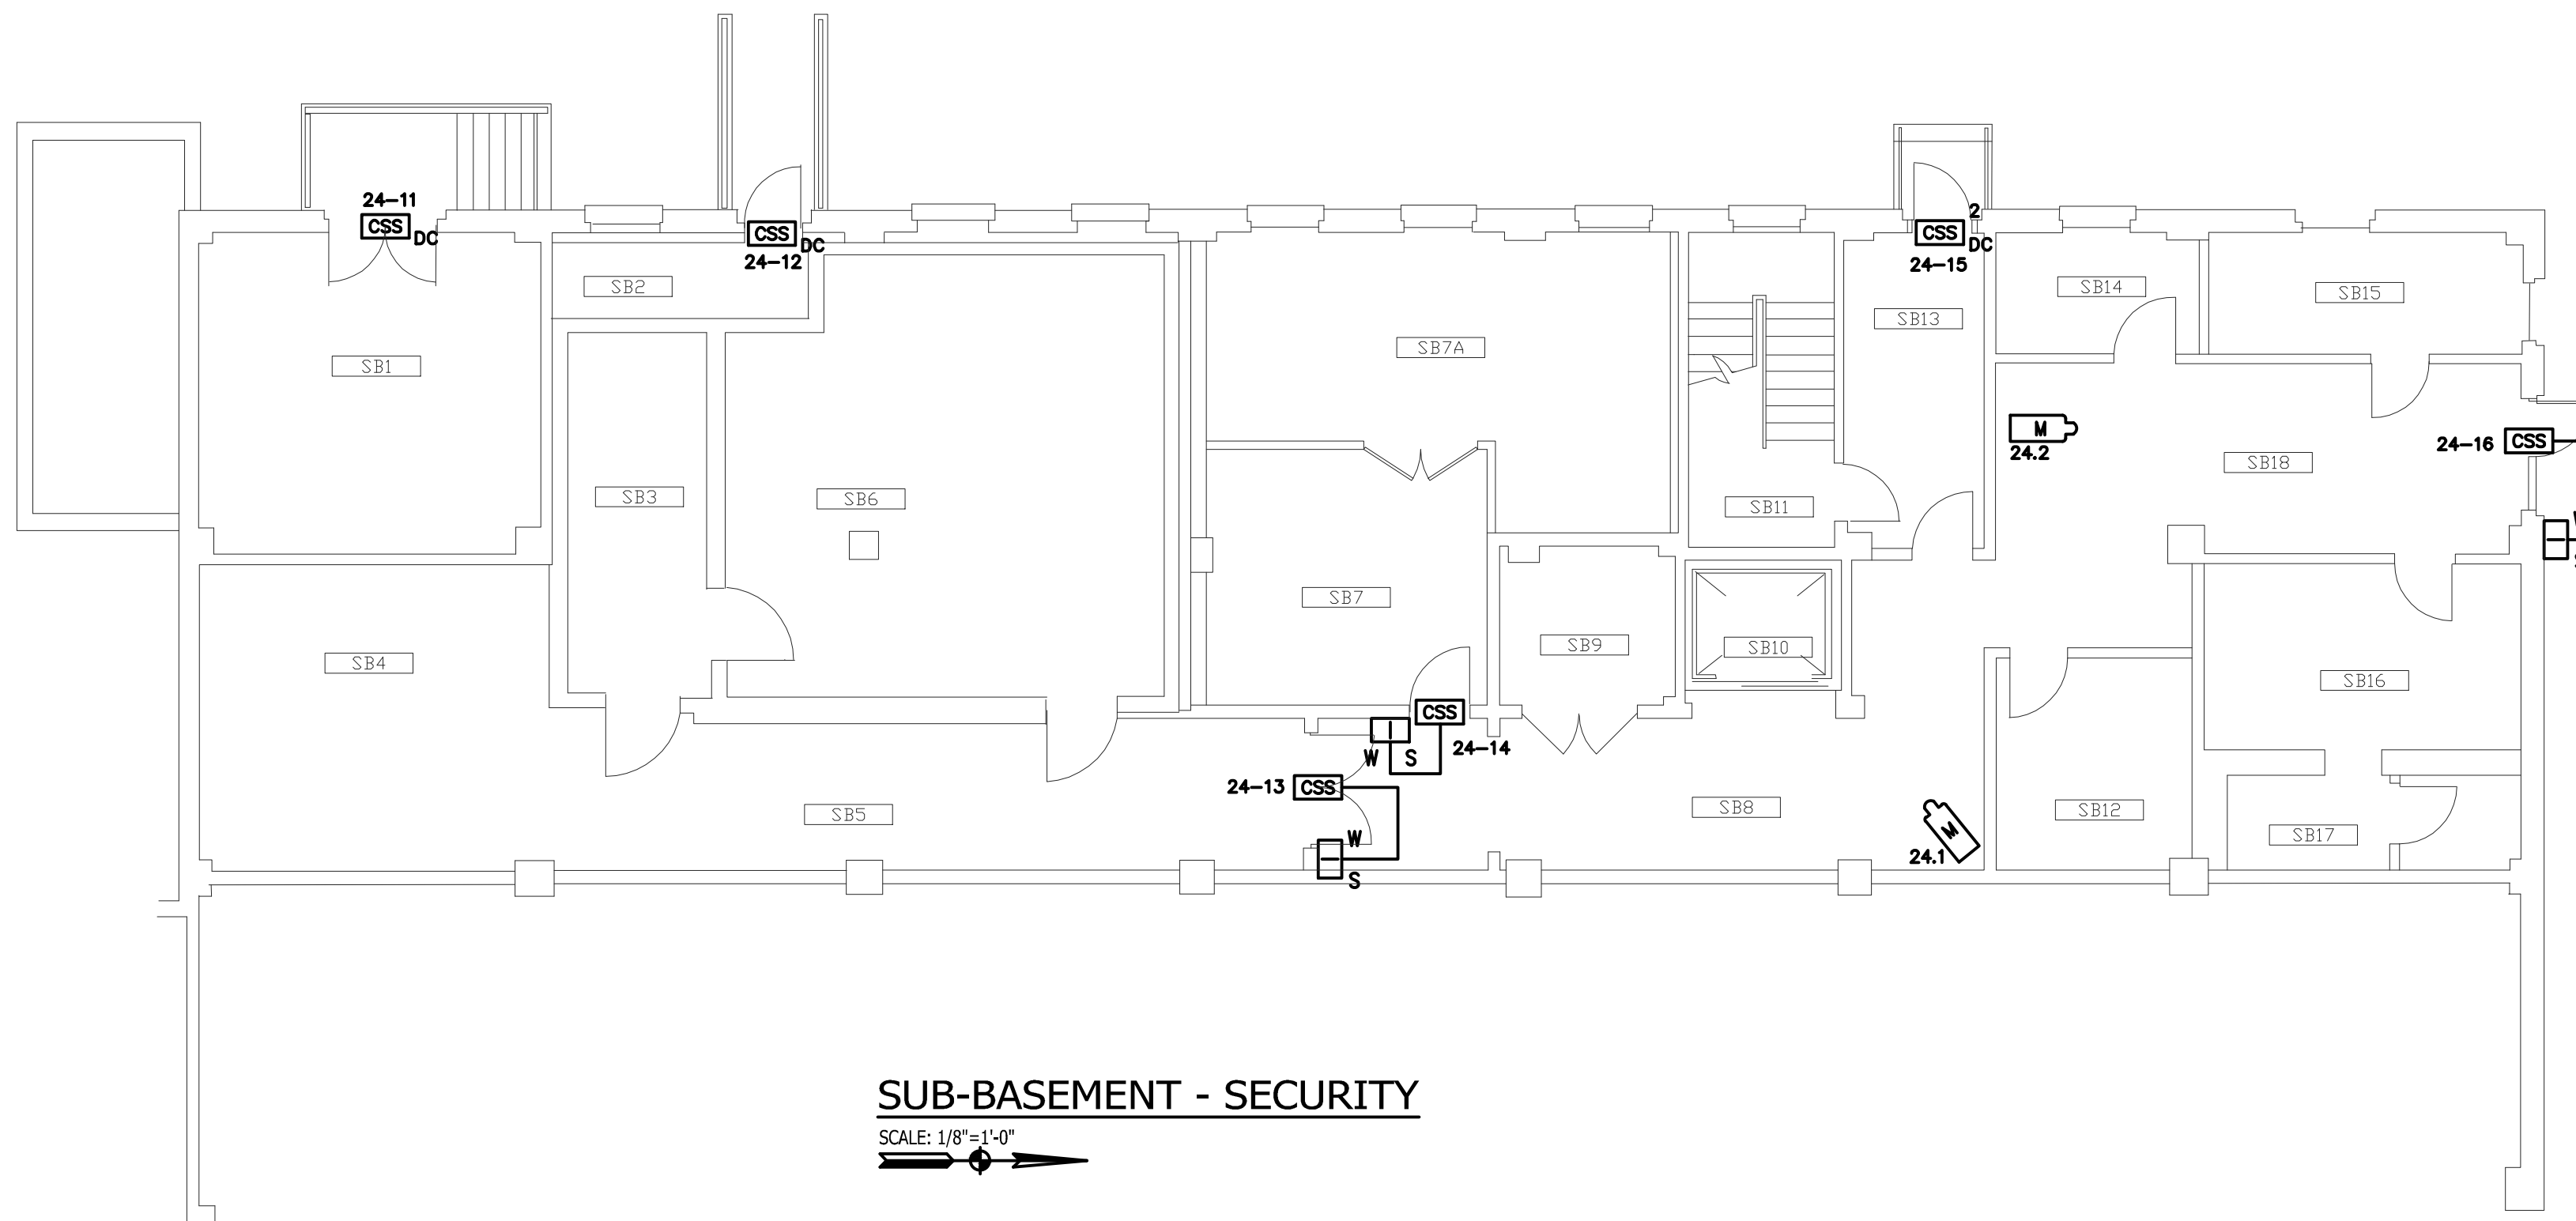 24-11
CSS
DC
CSS
DC
24-12
2
CSS
DC
24-15
SB2
SB14
SB15
SB13
SB7A
SB1
M
24.2
24-16
CSS
SB18
SB3
SB6
SB11
SB7
SB9
SB10
SB4
SB16
CSS
24-14
W
S
24-13
CSS
SB5
SB8
SB12
SB17
W
S
M
24.1
SUB-BASEMENT - SECURITY
SCALE: 1/8"=1'-0"